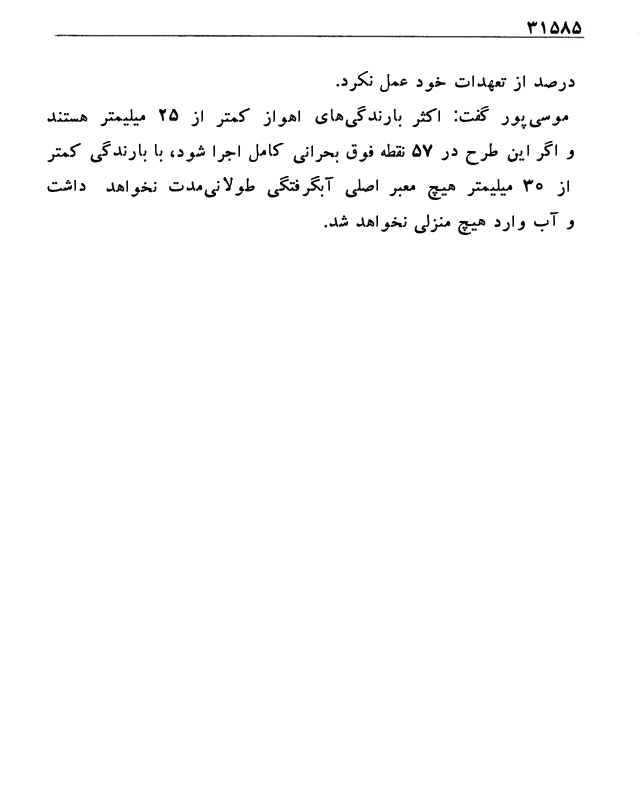 ۳۱۵۸۵
درصد از تعهدات خود عمل نکرد.
موسی‌پور گفت: اکثر بارندگی‌های اهواز کمتر از ۲۵ میلیمتر هستند
و اگر این طرح در ۵۷ نقطه فوق بحرانی کامل اجرا شود، با بارندگی کمتر
از ۳۰ میلیمتر هیچ معبر اصلی آبگرفتگی طولانی‌مدت نخواهد داشت
و آب وارد هیچ منزلی نخواهد شد.